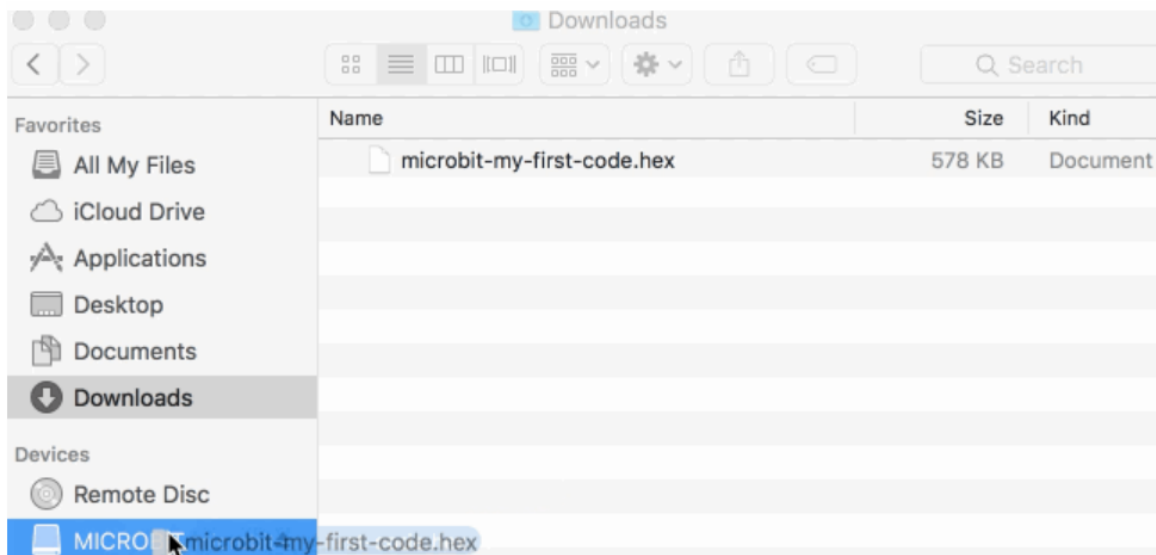 Downloads
Search
Favorites
All My Files
iCloud Drive
Applications
Desktop
Documents
Downloads
Devices
Remote Disc
MICROBIT
Name Size Kind
microbit-my-first-code.hex 578 KB Document
microbit-my-first-code.hex